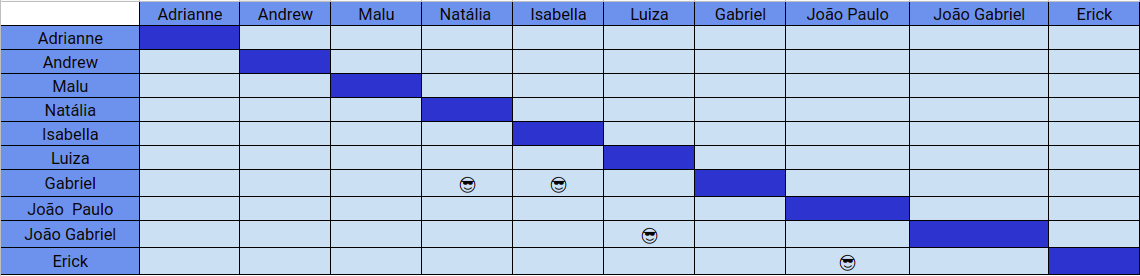 Adrianne Andrew Malu Natália Isabella Luiza Gabriel João Paulo João Gabriel Erick
Adrianne
Andrew
Malu
Natália
Isabella
Luiza
Gabriel 😎 😎
João  Paulo
João Gabriel 😎
Erick 😎